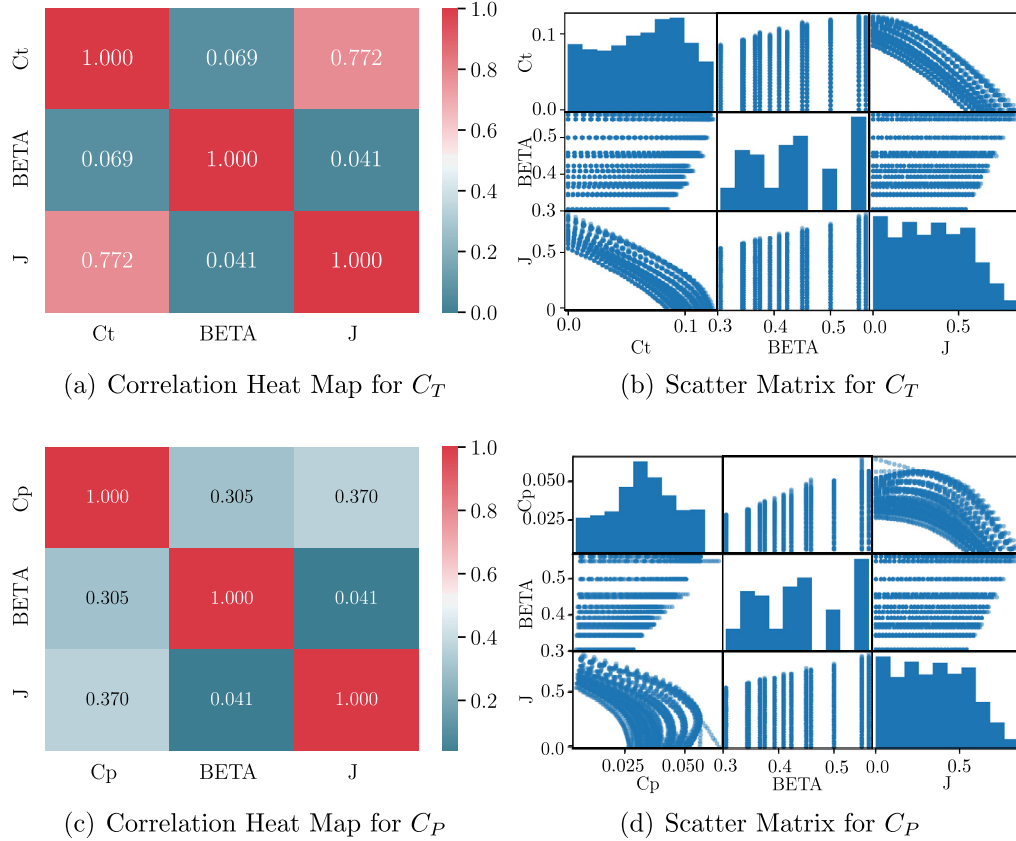 Ct
BETA
J
1.000 0.069 0.772
0.069 1.000 0.041
0.772 0.041 1.000
Ct BETA J
1.0
0.8
0.6
0.4
0.2
0.0
(a) Correlation Heat Map for C_T
Ct
0.1
0.0
BETA
0.5
0.4
0.3
J
0.5
0
0.0 0.1 0.3 0.4 0.5 0.0 0.5
Ct BETA J
(b) Scatter Matrix for C_T
Cp
BETA
J
1.000 0.305 0.370
0.305 1.000 0.041
0.370 0.041 1.000
Cp BETA J
1.0
0.8
0.6
0.4
0.2
(c) Correlation Heat Map for C_P
Cp
0.050
0.025
BETA
0.5
0.4
0.3
J
0.5
0.0
0.025 0.050 0.3 0.4 0.5 0.0 0.5
Cp BETA J
(d) Scatter Matrix for C_P